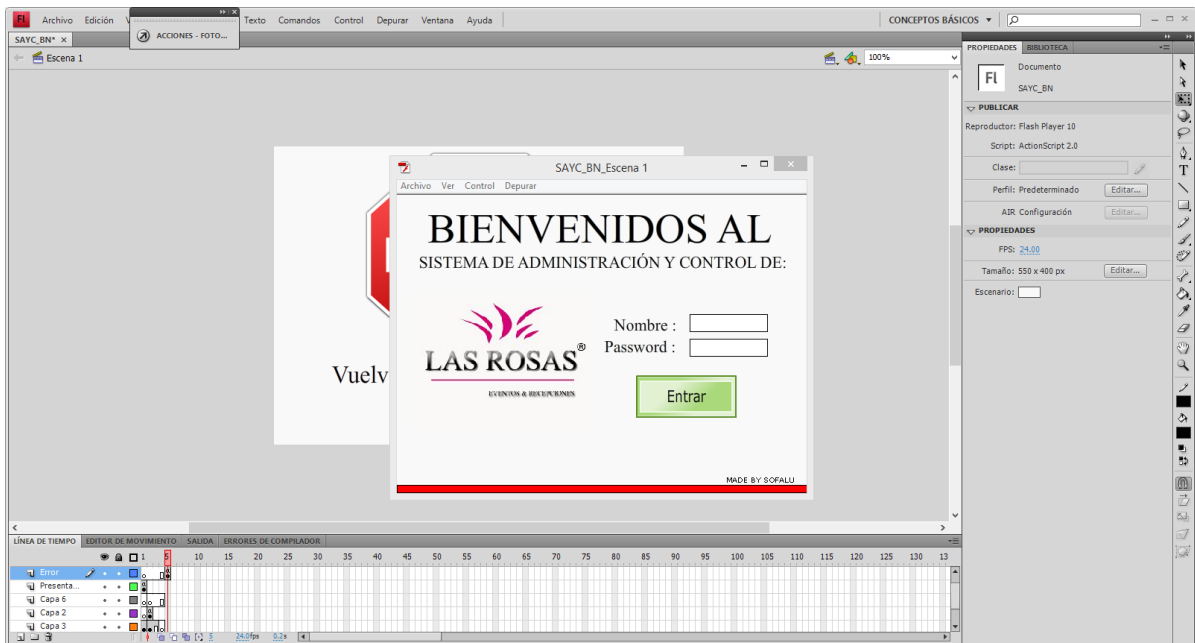 Fl Archivo Edición V Texto Comandos Control Depurar Ventana Ayuda CONCEPTOS BÁSICOS
ACCIONES - FOTO...
SAYC_BN* ×
Escena 1 100%
SAYC_BN_Escena 1
Archivo Ver Control Depurar
BIENVENIDOS AL
SISTEMA DE ADMINISTRACIÓN Y CONTROL DE:
LAS ROSAS ®
EVENTOS & RECEPCIONES
Nombre :
Password :
Entrar
MADE BY SOFALU
Vuelv
PROPIEDADES BIBLIOTECA
Fl Documento
SAYC_BN
PUBLICAR
Reproductor: Flash Player 10
Script: ActionScript 2.0
Clase:
Perfil: Predeterminado Editar...
AIR Configuración Editar...
PROPIEDADES
FPS: 24.00
Tamaño: 550 x 400 px Editar...
Escenario:
LÍNEA DE TIEMPO EDITOR DE MOVIMIENTO SALIDA ERRORES DE COMPILADOR
1 5 10 15 20 25 30 35 40 45 50 55 60 65 70 75 80 85 90 95 100 105 110 115 120 125 130 13
Error
Presenta...
Capa 6
Capa 2
Capa 3
5 24.0fps 0.2s